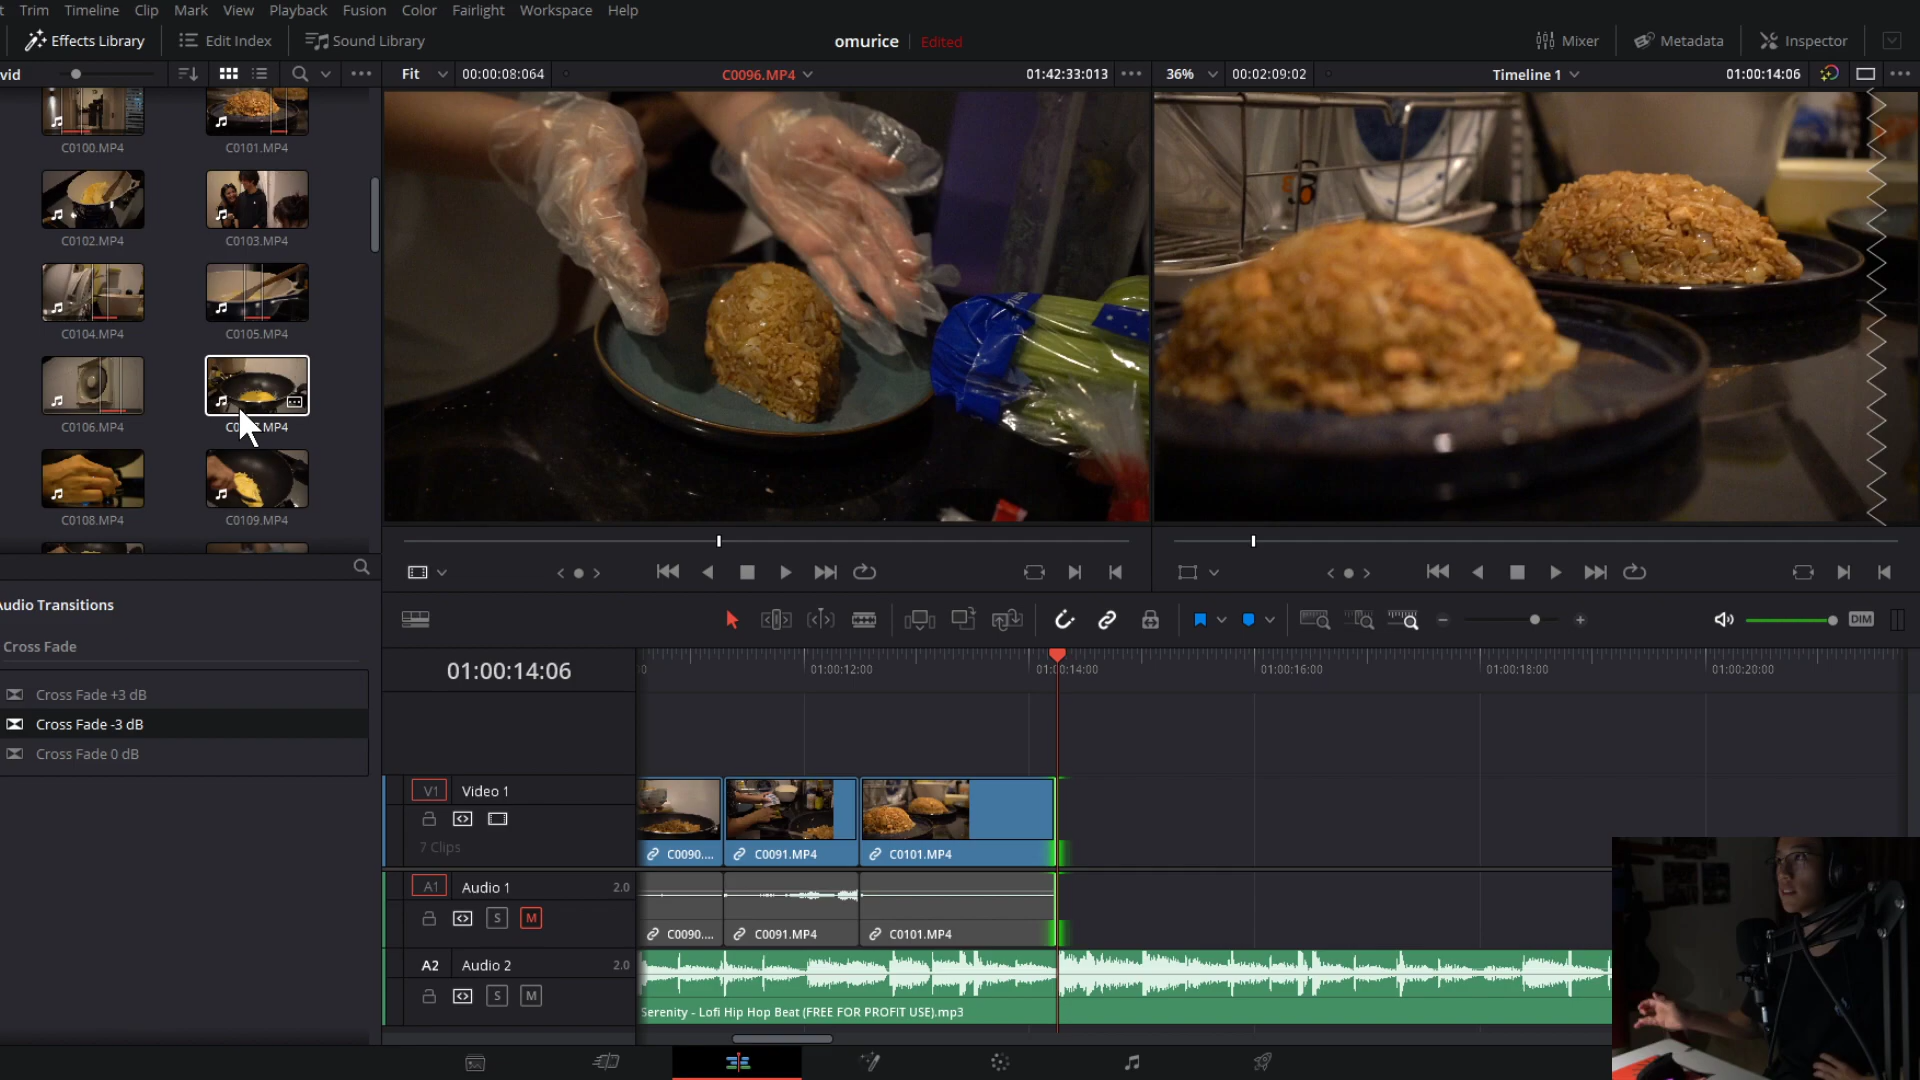 Trim Timeline Clip Mark View Playback Fusion Color Fairlight Workspace Help
Effects Library Edit Index Sound Library omurice Edited Mixer Metadata Inspector
vid Fit 00:00:08:064 C0096.MP4 01:42:33:013 36% 00:02:09:02 Timeline 1 01:00:14:06
C0100.MP4 C0101.MP4
C0102.MP4 C0103.MP4
C0104.MP4 C0105.MP4
C0106.MP4 MP4
C0108.MP4 C0109.MP4
Audio Transitions
Cross Fade
Cross Fade +3 dB
Cross Fade -3 dB
Cross Fade 0 dB
DIM
01:00:14:06 01:00:12:00 01:00:14:00 01:00:16:00 01:00:18:00 01:00:20:00
V1 Video 1
7 Clips
C0090.... C0091.MP4 C0101.MP4
A1 Audio 1 2.0
S M
C0090.... C0091.MP4 C0101.MP4
A2 Audio 2 2.0
S M
Serenity - Lofi Hip Hop Beat (FREE FOR PROFIT USE).mp3